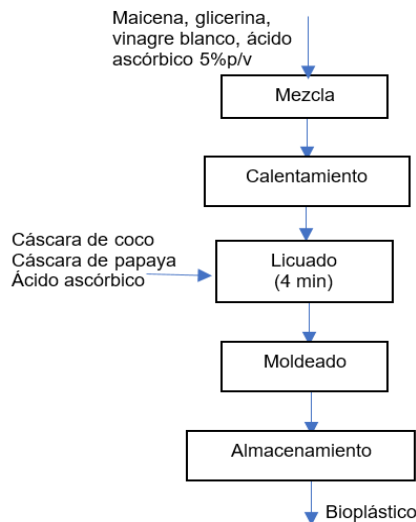 Maicena, glicerina,
vinagre blanco, ácido
ascórbico 5%p/v
Mezcla
Calentamiento
Cáscara de coco
Cáscara de papaya
Ácido ascórbico
Licuado
(4 min)
Moldeado
Almacenamiento
Bioplástico